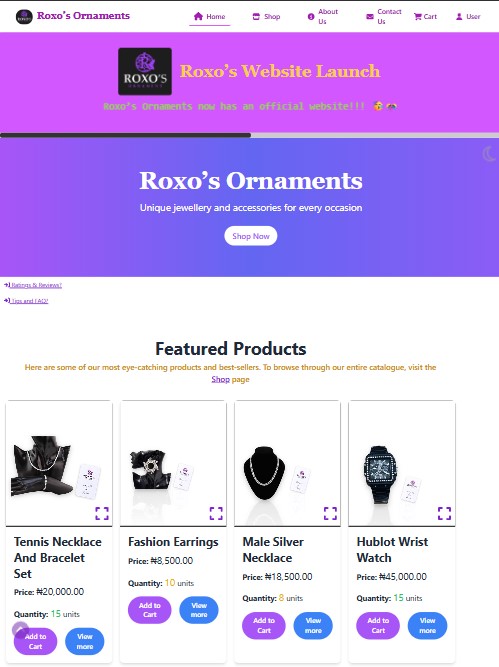 Roxo's Ornaments
Home
Shop
About
Us
Contact
Us
Cart
User
ROXO'S
Roxo's Website Launch
Roxo's Ornaments now has an official website!!!
Roxo's Ornaments
Unique jewellery and accessories for every occasion
Shop Now
Ratings & Reviews!
Tips and FAQ!
Featured Products
Here are some of our most eye-catching products and best-sellers. To browse through our entire catalogue, visit the
Shop page
Tennis Necklace
And Bracelet
Set
Price: ₦20,000.00
Quantity: 15 units
Add to
Cart
View
more
Fashion Earrings
Price: ₦8,500.00
Quantity: 10 units
Add to
Cart
View
more
Male Silver
Necklace
Price: ₦18,500.00
Quantity: 8 units
Add to
Cart
View
more
Hublot Wrist
Watch
Price: ₦45,000.00
Quantity: 15 units
Add to
Cart
View
more